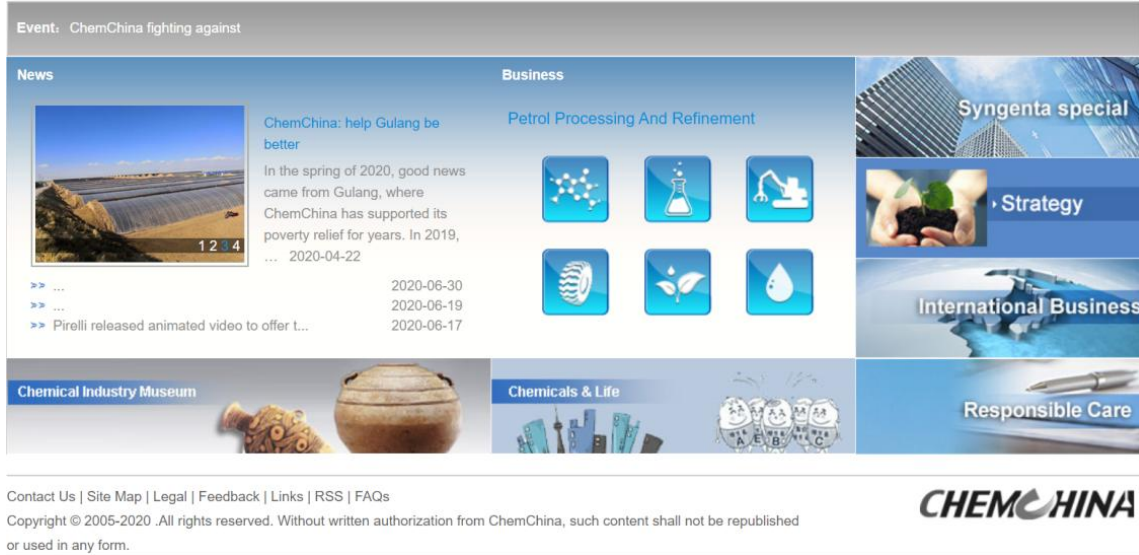 Event: ChemChina fighting against
News
ChemChina: help Gulang be
better
In the spring of 2020, good news
came from Gulang, where
ChemChina has supported its
poverty relief for years. In 2019,
... 2020-04-22
1 2 3 4
>> ... 2020-06-30
>> ... 2020-06-19
>> Pirelli released animated video to offer t... 2020-06-17
Business
Petrol Processing And Refinement
Syngenta special
Strategy
International Business
Responsible Care
Chemical Industry Museum
Chemicals & Life
A E B C
Contact Us | Site Map | Legal | Feedback | Links | RSS | FAQs
Copyright © 2005-2020 .All rights reserved. Without written authorization from ChemChina, such content shall not be republished
or used in any form.
CHEMCHINA